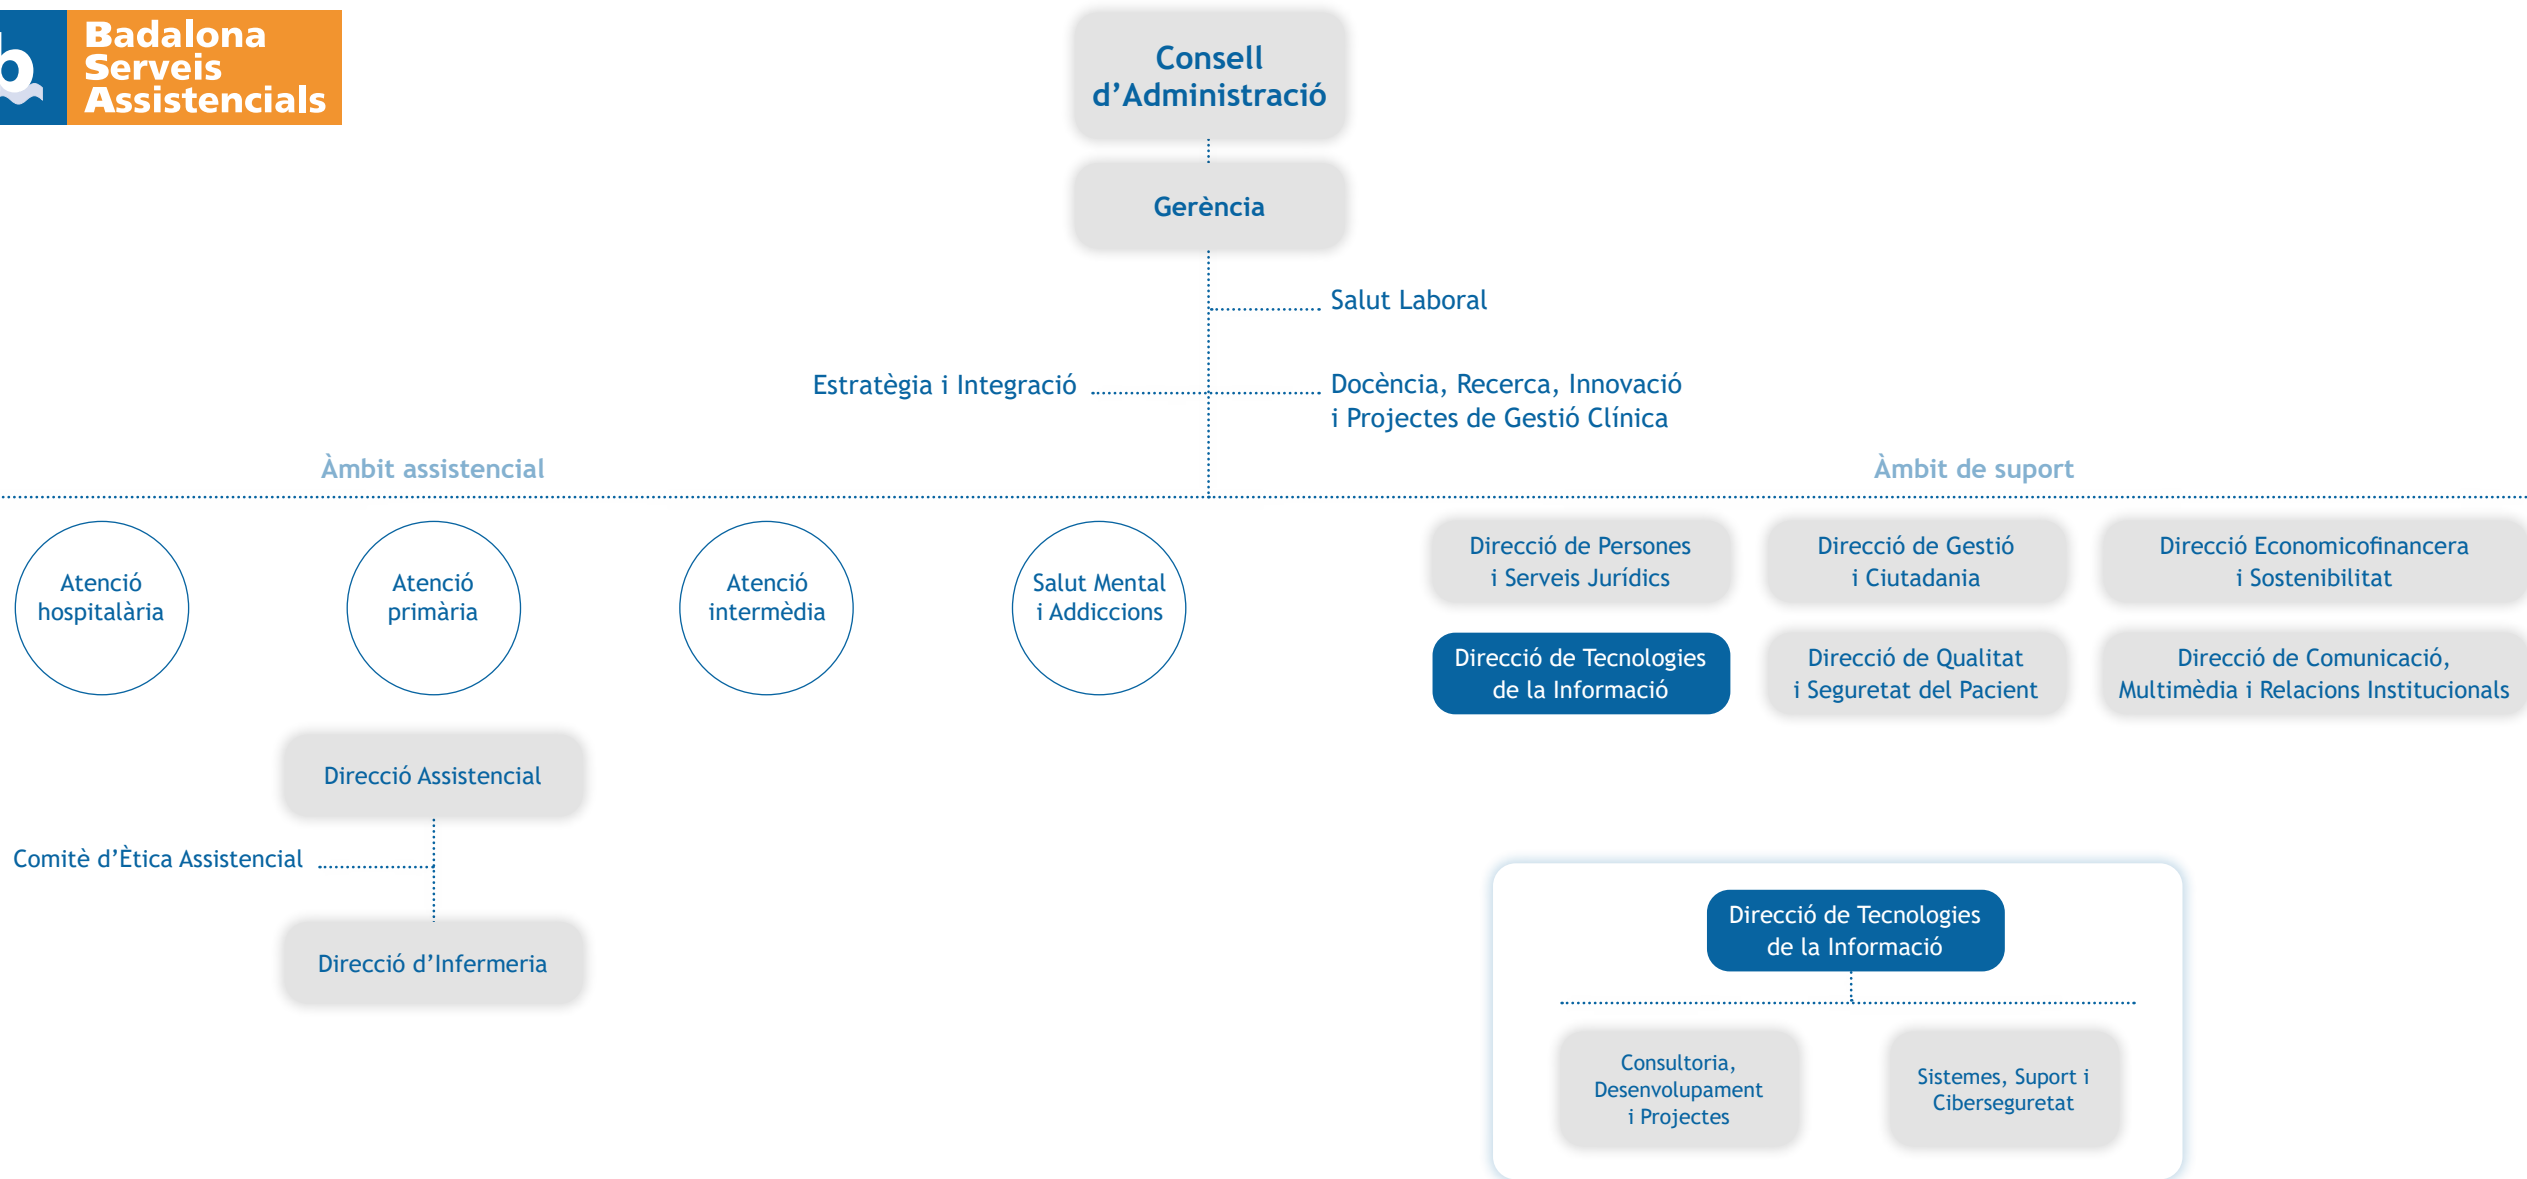 b
Badalona
Serveis
Assistencials
Consell
d’Administració
Gerència
Salut Laboral
Estratègia i Integració
Docència, Recerca, Innovació
i Projectes de Gestió Clínica
Àmbit assistencial
Àmbit de suport
Atenció
hospitalària
Atenció
primària
Atenció
intermèdia
Salut Mental
i Addiccions
Direcció de Persones
i Serveis Jurídics
Direcció de Gestió
i Ciutadania
Direcció Economicofinancera
i Sostenibilitat
Direcció de Tecnologies
de la Informació
Direcció de Qualitat
i Seguretat del Pacient
Direcció de Comunicació,
Multimèdia i Relacions Institucionals
Direcció Assistencial
Comitè d’Ètica Assistencial
Direcció d’Infermeria
Direcció de Tecnologies
de la Informació
Consultoria,
Desenvolupament
i Projectes
Sistemes, Suport i
Ciberseguretat